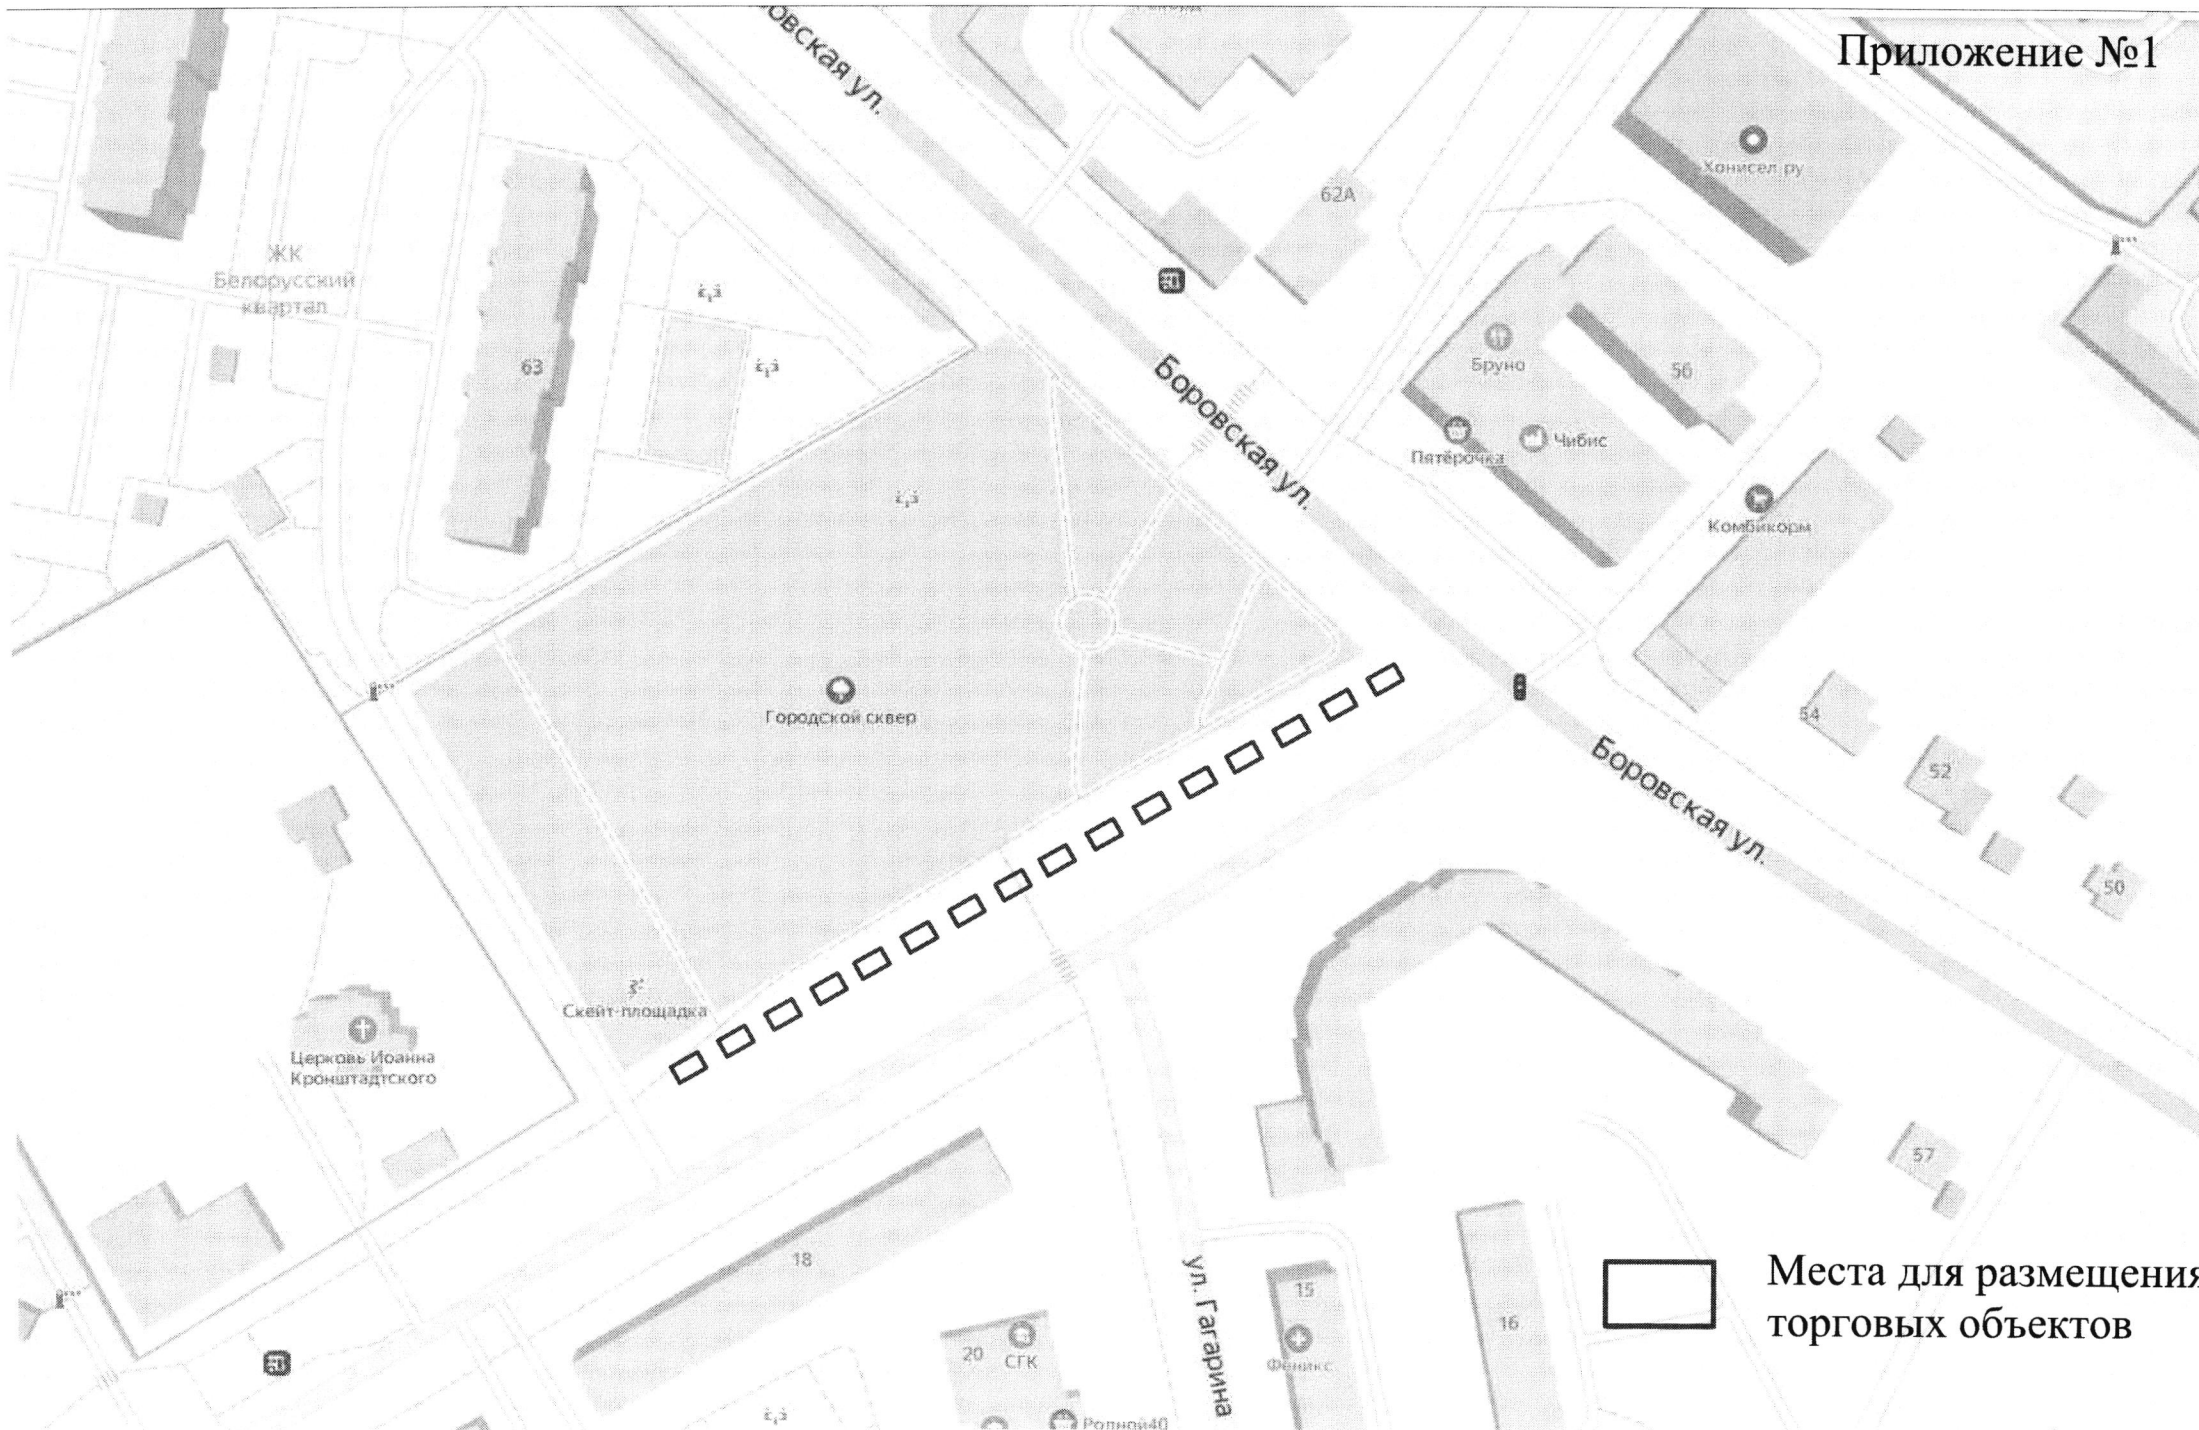 Приложение №1
овская ул.
Хонисел ру
62А
ЖК
Белорусский
квартал
63
Бруно
56
Боровская ул.
Чибис
Пятёрочка
Комбикорм
Городской сквер
54
Боровская ул.
52
50
Скейт-площадка
Церковь Иоанна
Кронштадтского
57
18
ул. Гагарина
15
Феникс
16
20
СГК
Родной40
Места для размещения
торговых объектов